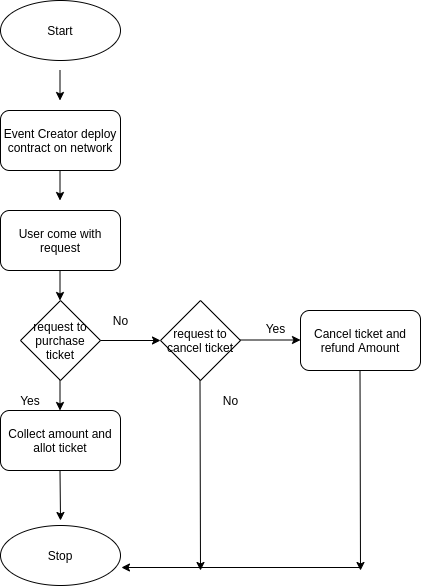 Start
Event Creator deploy
contract on network
User come with
request
request to
purchase
ticket
No
request to
cancel ticket
Yes
Cancel ticket and
refund Amount
Yes
No
Collect amount and
allot ticket
Stop